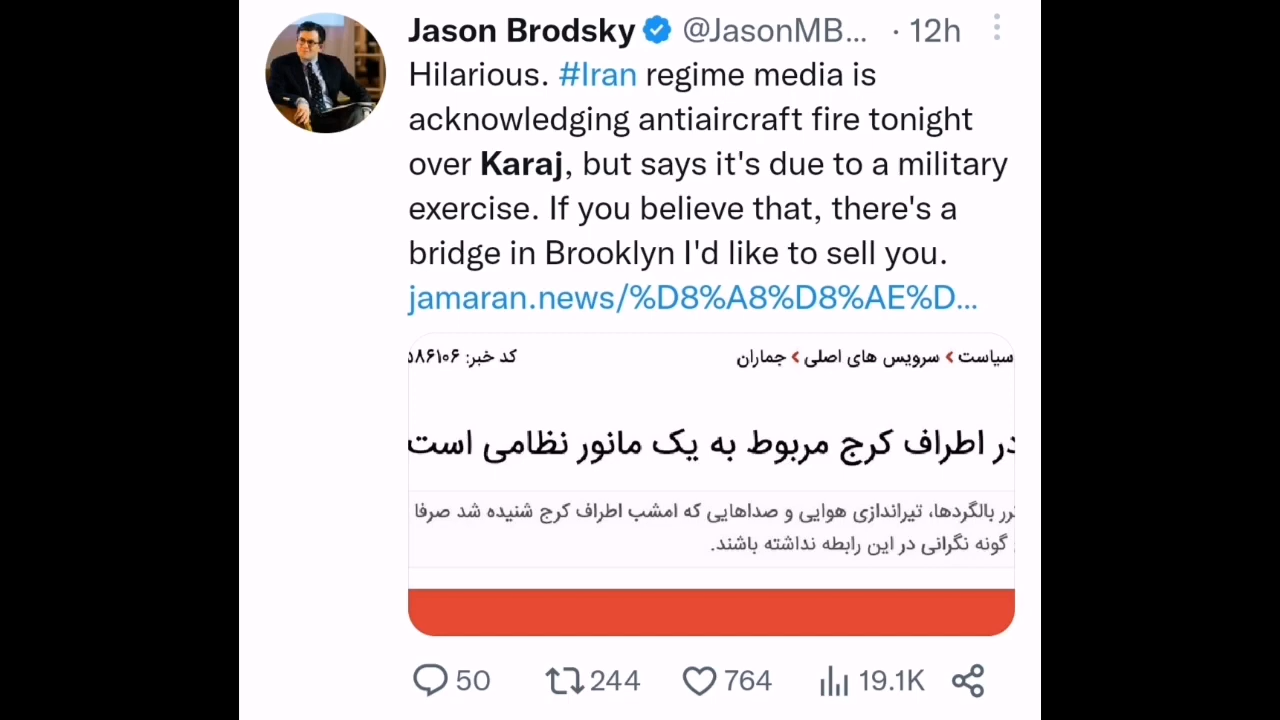 Jason Brodsky @JasonMB... · 12h
Hilarious. #Iran regime media is
acknowledging antiaircraft fire tonight
over Karaj, but says it's due to a military
exercise. If you believe that, there's a
bridge in Brooklyn I'd like to sell you.
jamaran.news/%D8%A8%D8%AE%D...
سیاست › سرویس های اصلی › جماران کد خبر: ۵۸۶۱۰۶
در اطراف کرج مربوط به یک مانور نظامی است
بالگردها، تیراندازی هوایی و صداهایی که امشب اطراف کرج شنیده شد صرفا
گونه نگرانی در این رابطه نداشته باشند.
50 244 764 19.1K